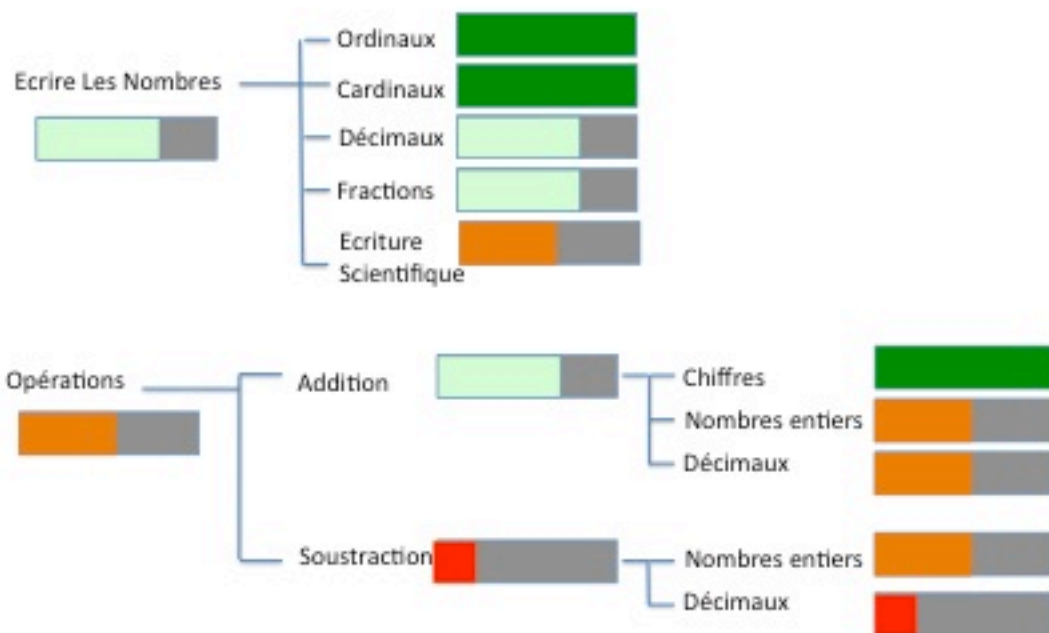 Ecrire Les Nombres
Ordinaux
Cardinaux
Décimaux
Fractions
Ecriture
Scientifique
Opérations
Addition
Chiffres
Nombres entiers
Décimaux
Soustraction
Nombres entiers
Décimaux